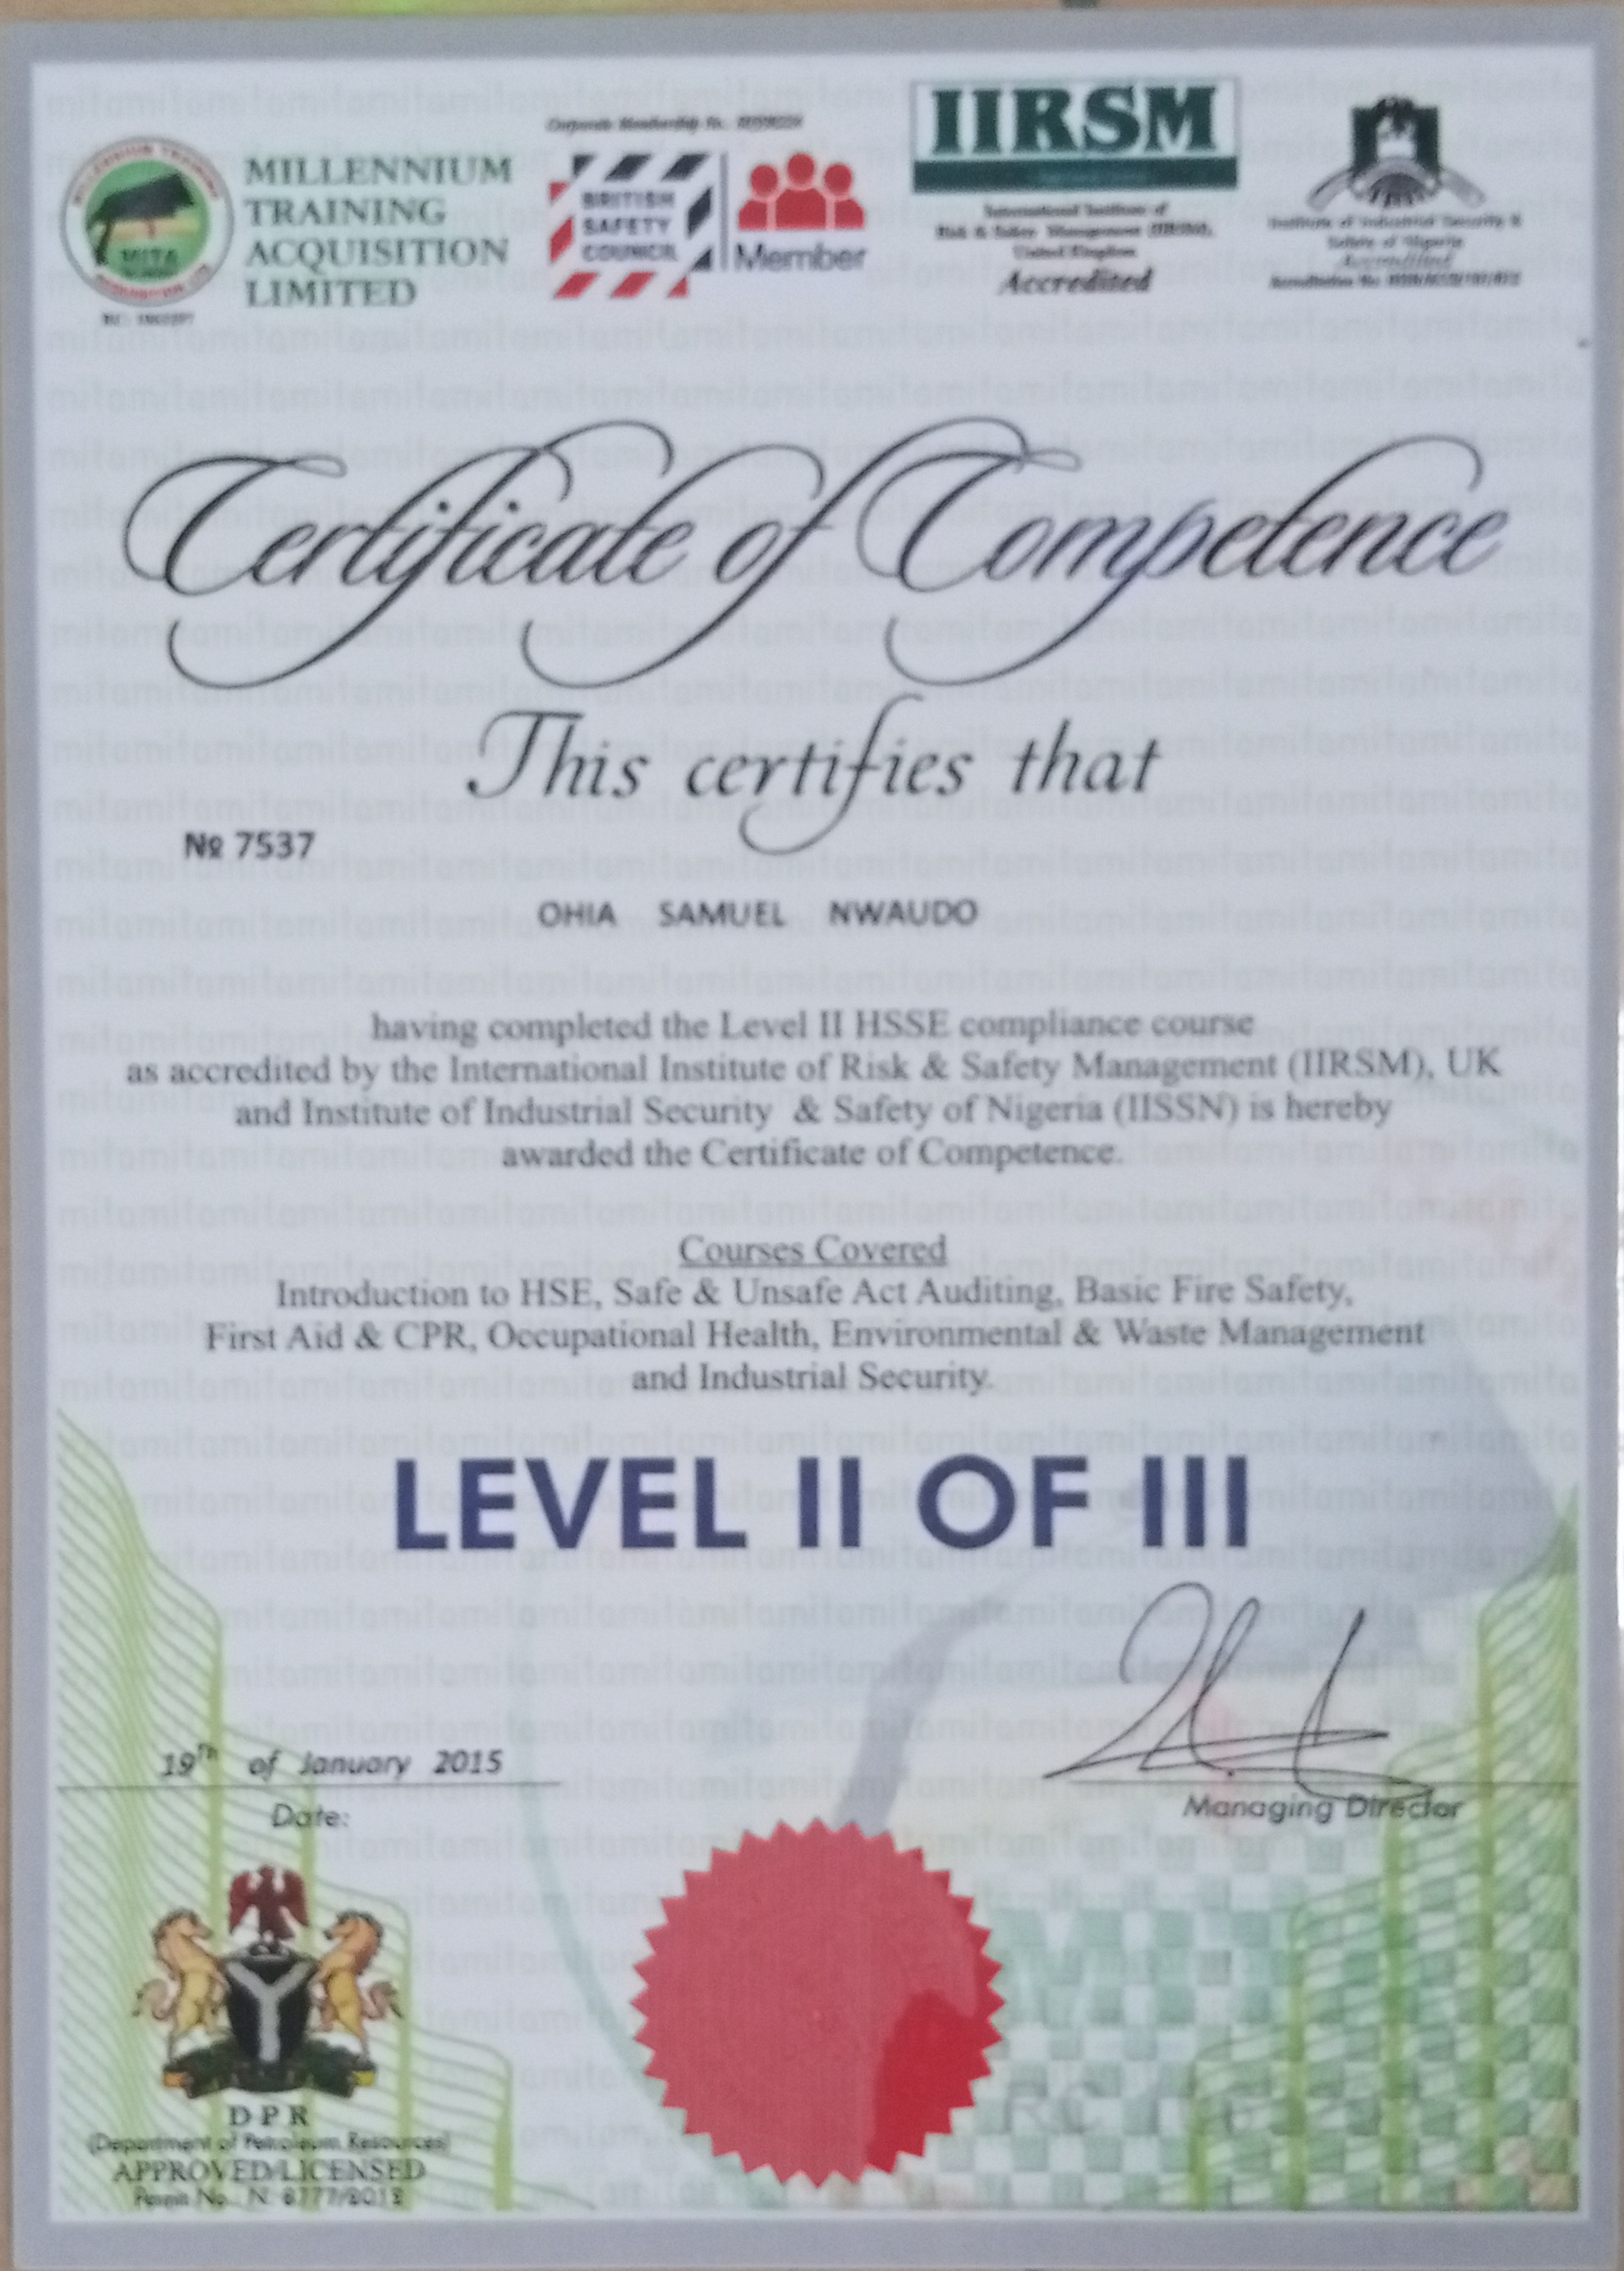 MILLENNIUM
TRAINING
ACQUISITION
LIMITED
MITA
Corporate Membership No.:
BRITISH
SAFETY
COUNCIL
Member
IIRSM
International Institute of
Risk & Safety Management (IIRSM),
United Kingdom
Accredited
Institute of Industrial Security &
Safety of Nigeria
Accredited
Accreditation No:
Certificate of Competence
This certifies that
№ 7537
OHIA SAMUEL NWAUDO
having completed the Level II HSSE compliance course
as accredited by the International Institute of Risk & Safety Management (IIRSM), UK
and Institute of Industrial Security & Safety of Nigeria (IISSN) is hereby
awarded the Certificate of Competence.
Courses Covered
Introduction to HSE, Safe & Unsafe Act Auditing, Basic Fire Safety,
First Aid & CPR, Occupational Health, Environmental & Waste Management
and Industrial Security.
LEVEL II OF III
19Th of January 2015
Date:
Managing Director
DPR
(Department of Petroleum Resources)
APPROVED/LICENSED
Permit No. N. 8777/2012